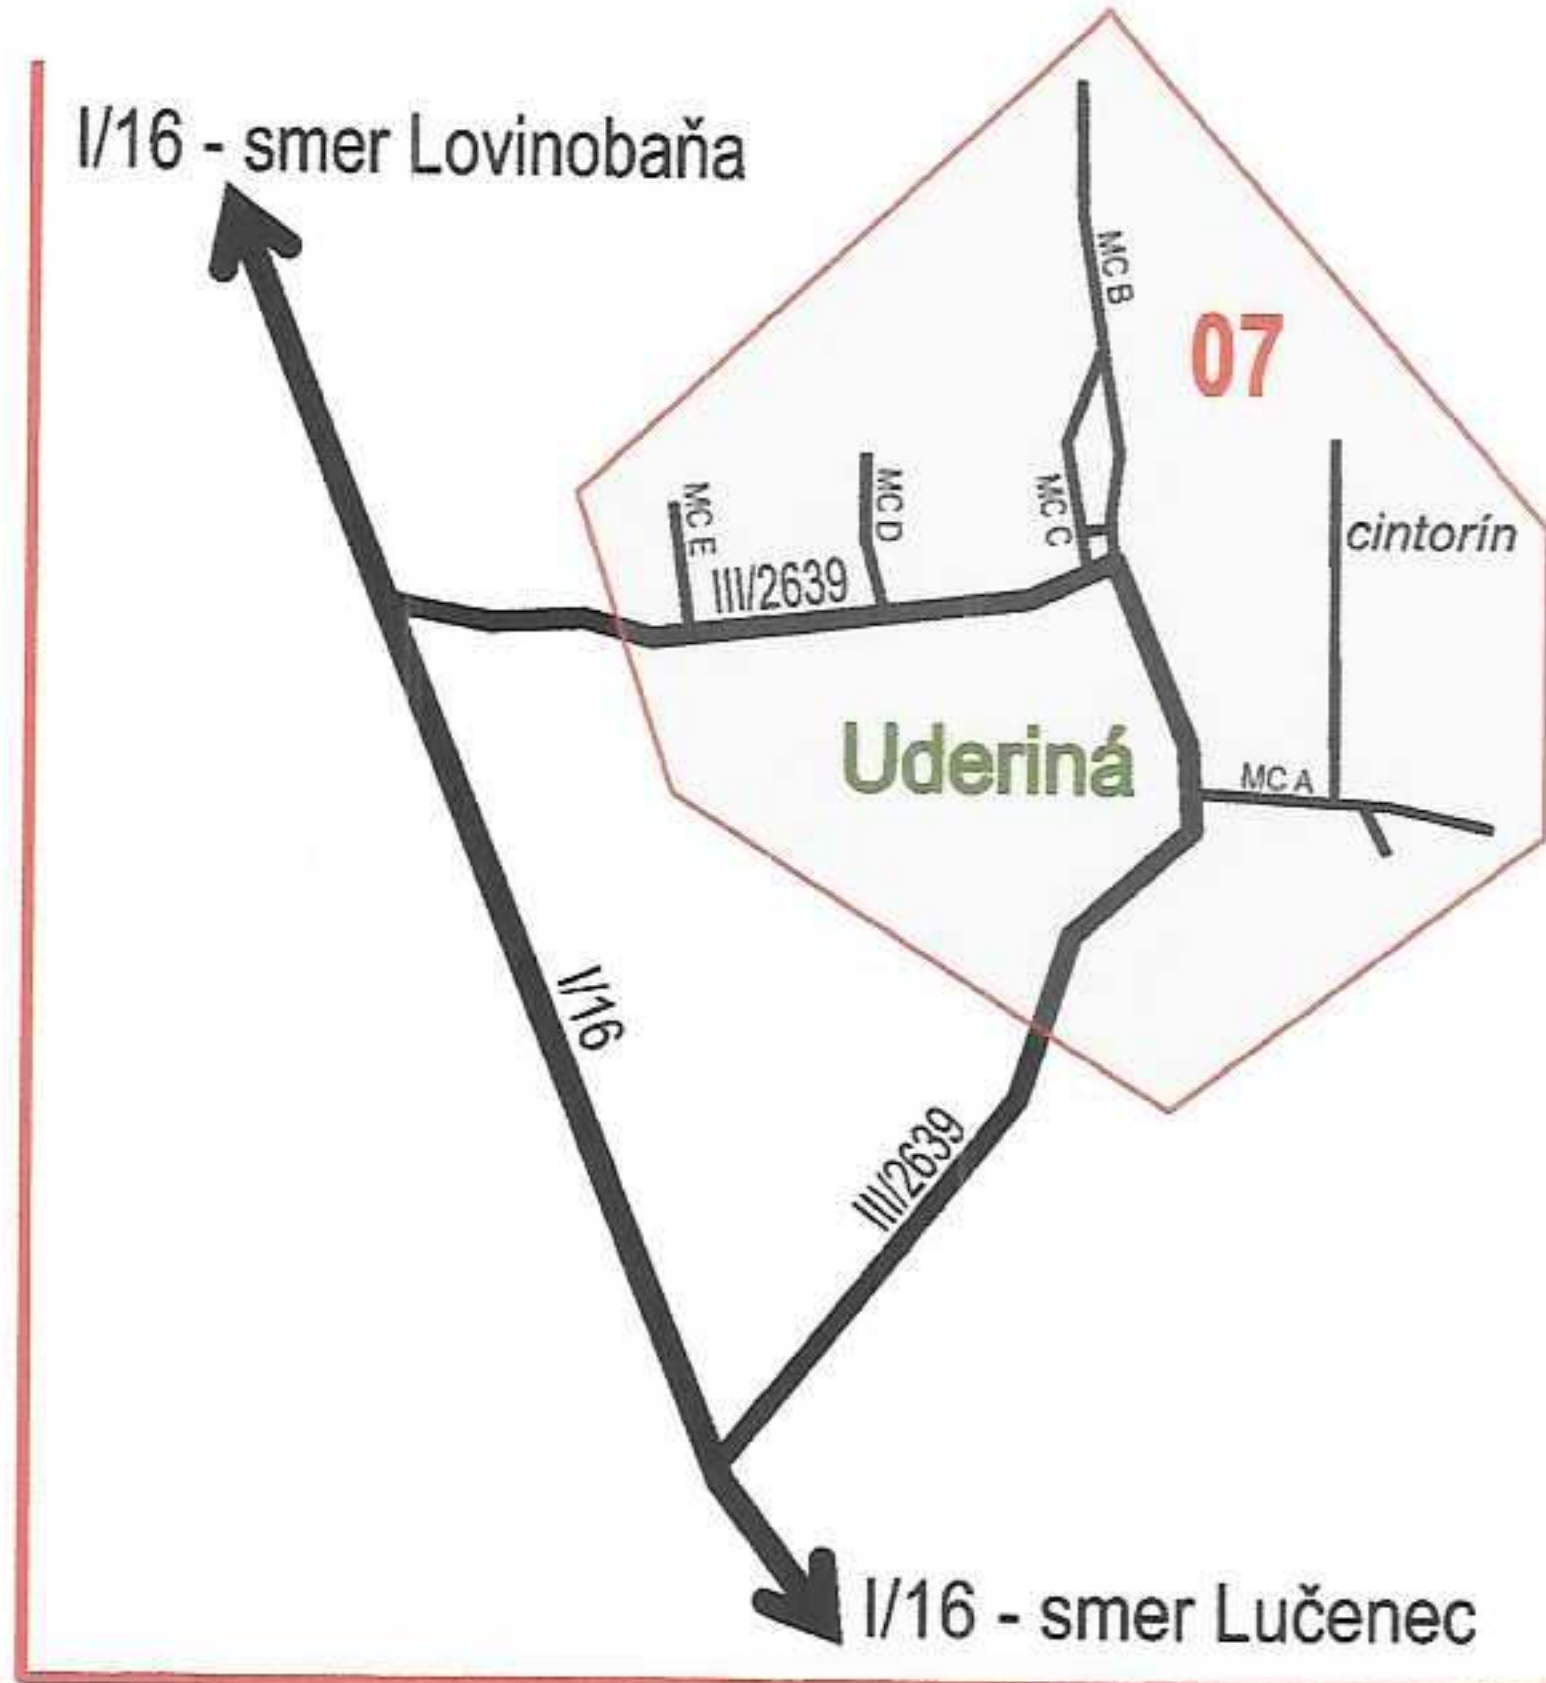 I/16 - smer Lovinobaňa
MC B
07
MC E
MC D
MC C
cintorín
III/2639
Uderiná
MC A
I/16
III/2639
I/16 - smer Lučenec